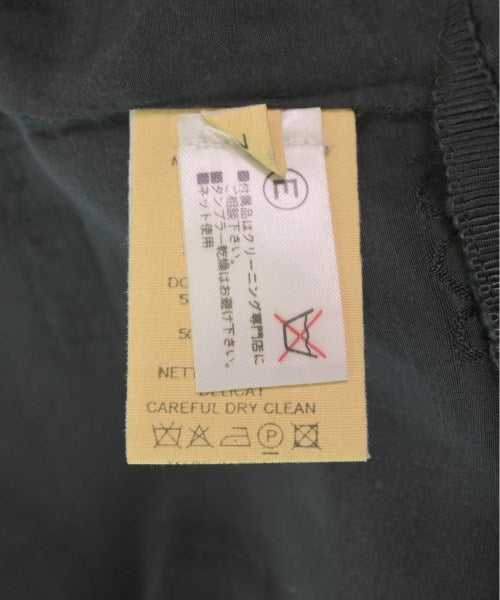 E
■付属品はクリーニング専門店に
ご相談下さい。
■タンブラー乾燥はお避け下さい。
■ネット使用
DO
5
50
NETT
DELICAT
CAREFUL DRY CLEAN
P